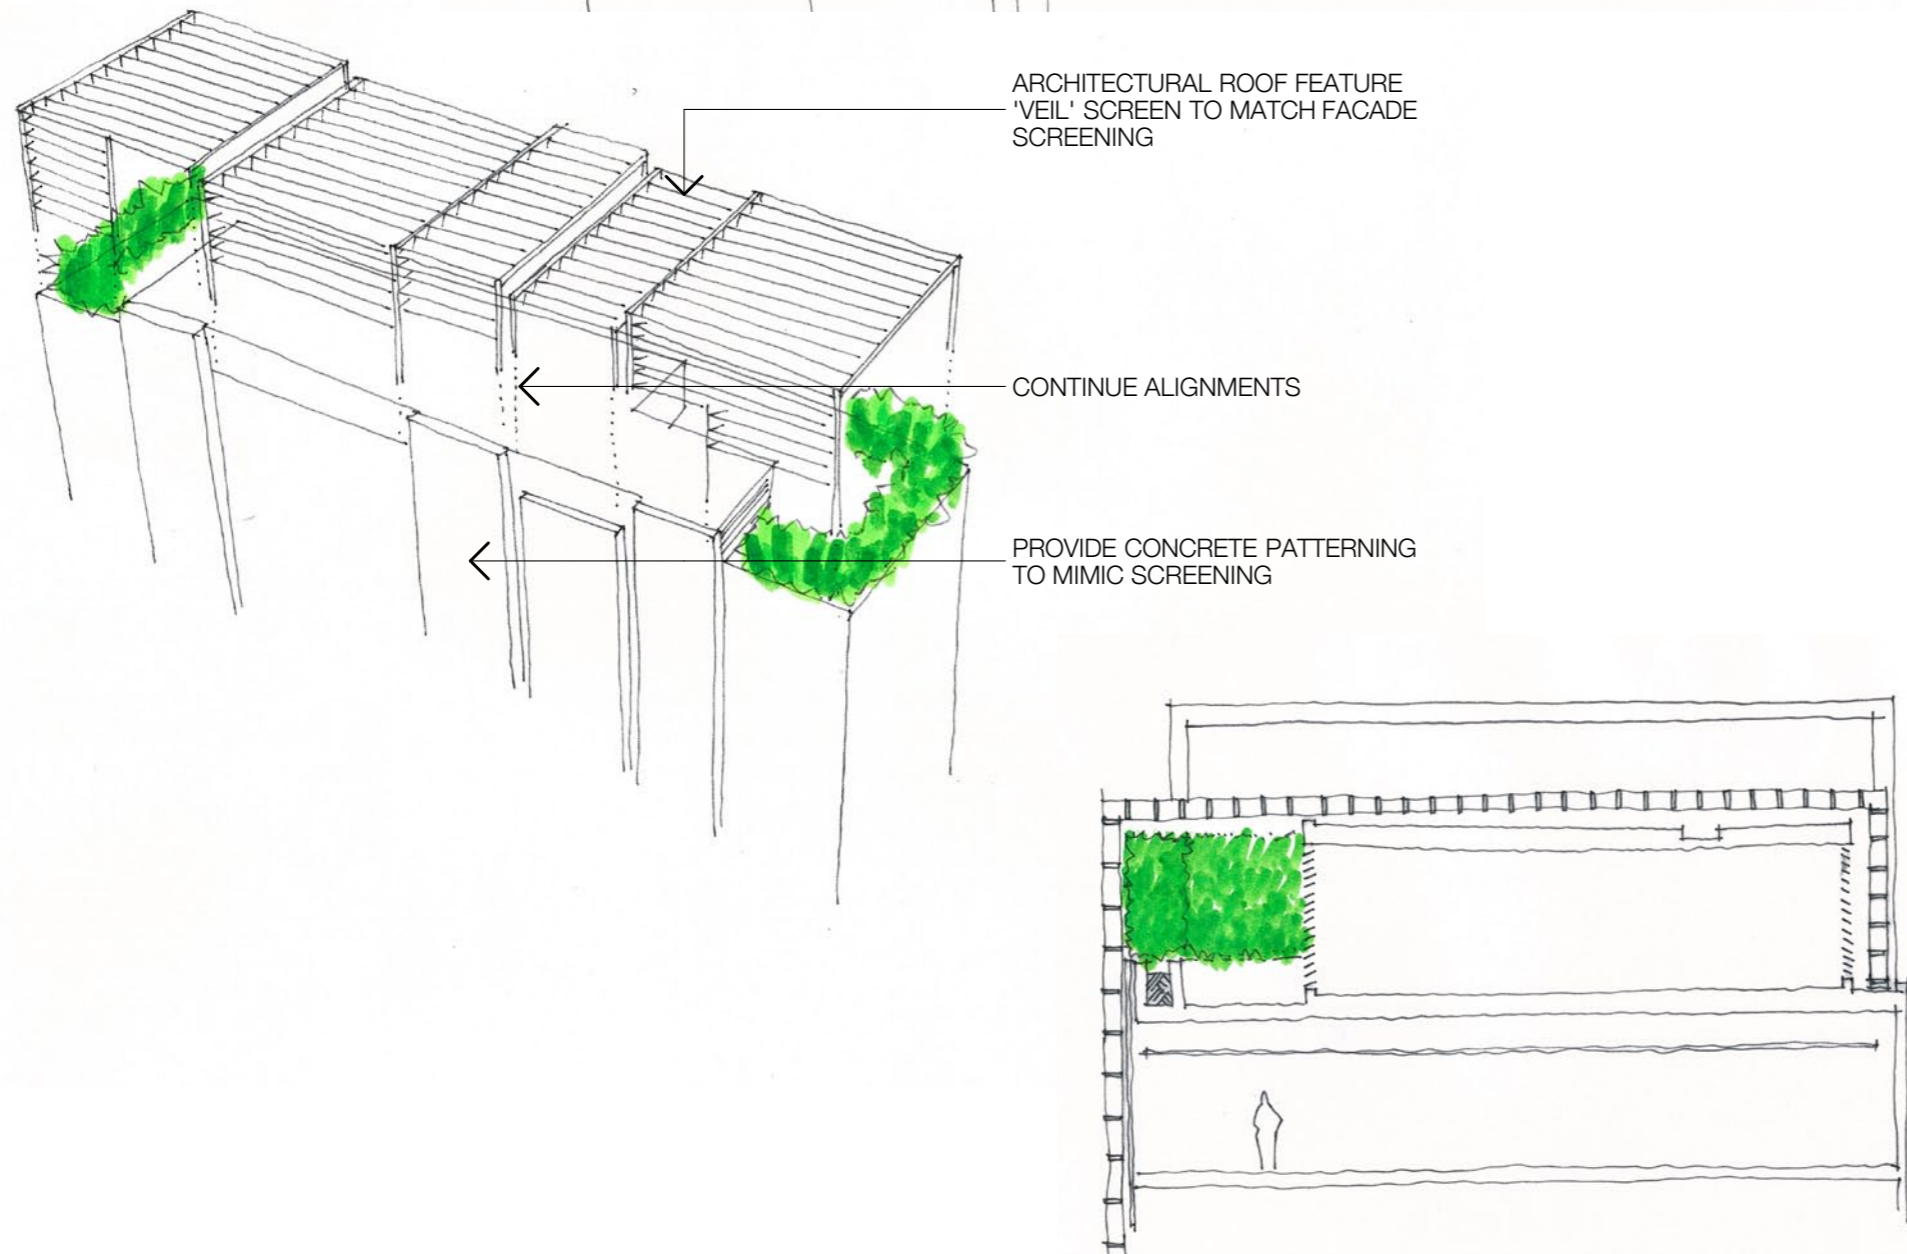 ARCHITECTURAL ROOF FEATURE
'VEIL' SCREEN TO MATCH FACADE
SCREENING
CONTINUE ALIGNMENTS
PROVIDE CONCRETE PATTERNING
TO MIMIC SCREENING